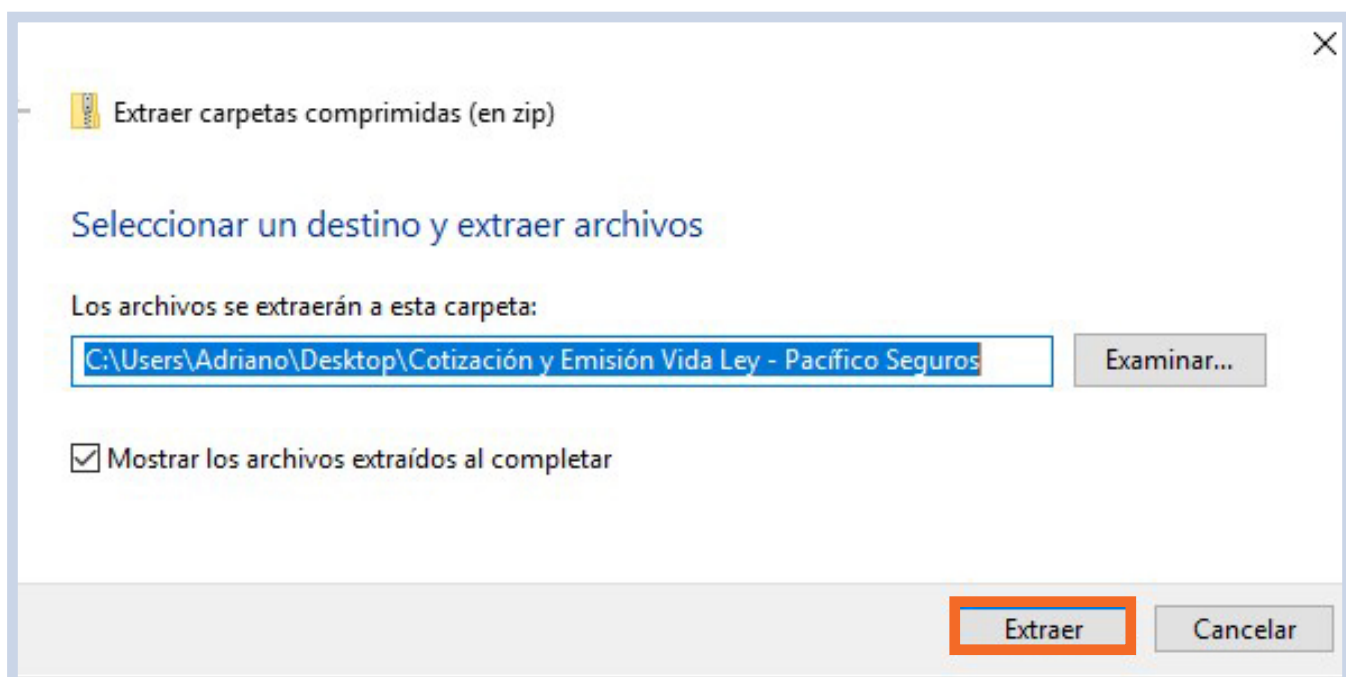 Extraer carpetas comprimidas (en zip)
Seleccionar un destino y extraer archivos
Los archivos se extraerán a esta carpeta:
C:\Users\Adriano\Desktop\Cotización y Emisión Vida Ley - Pacífico Seguros
Examinar...
Mostrar los archivos extraídos al completar
Extraer
Cancelar